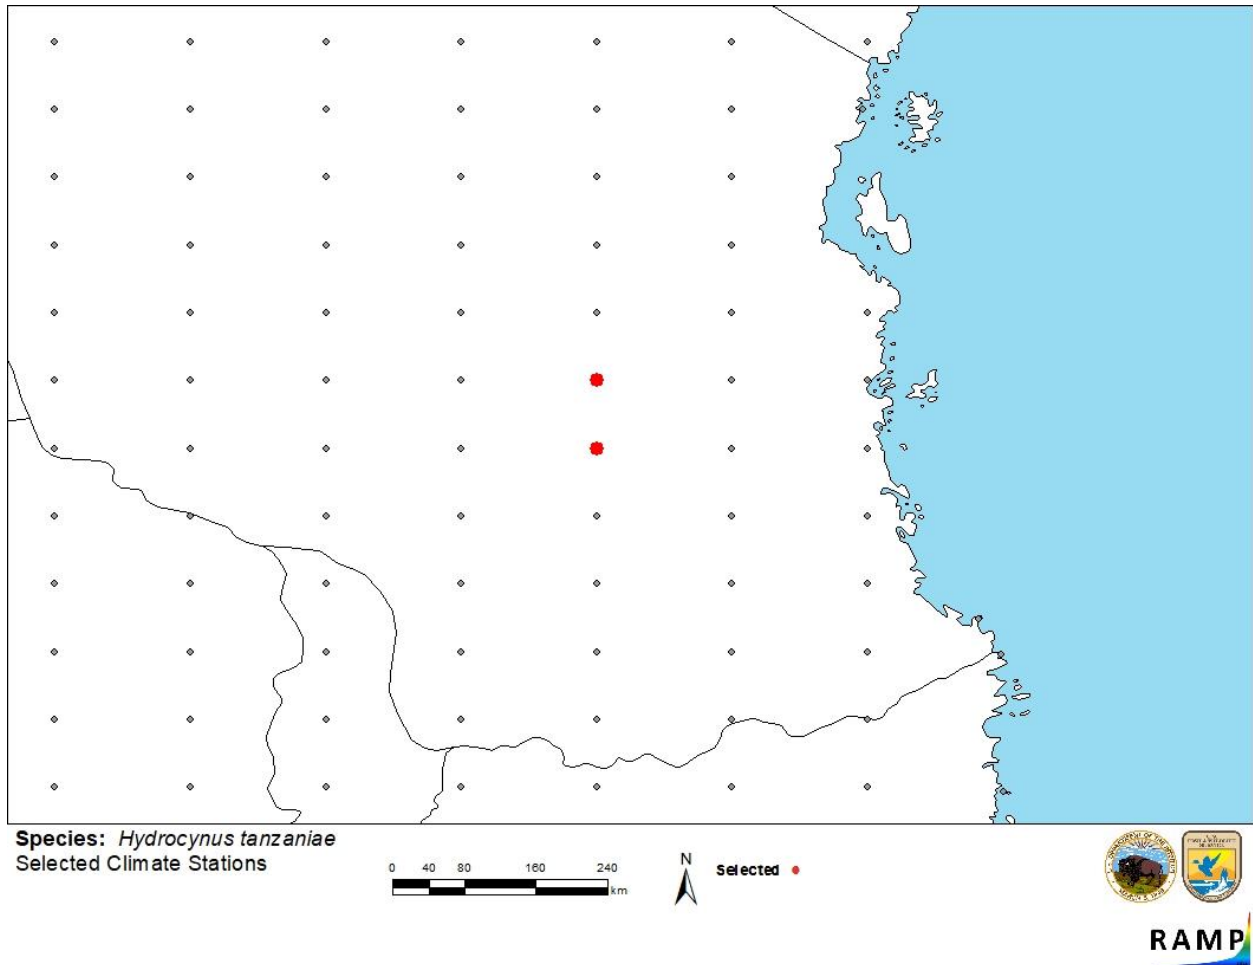 Species: Hydrocynus tanzaniae
Selected Climate Stations
0 40 80 160 240
km
N
Selected
RAMP